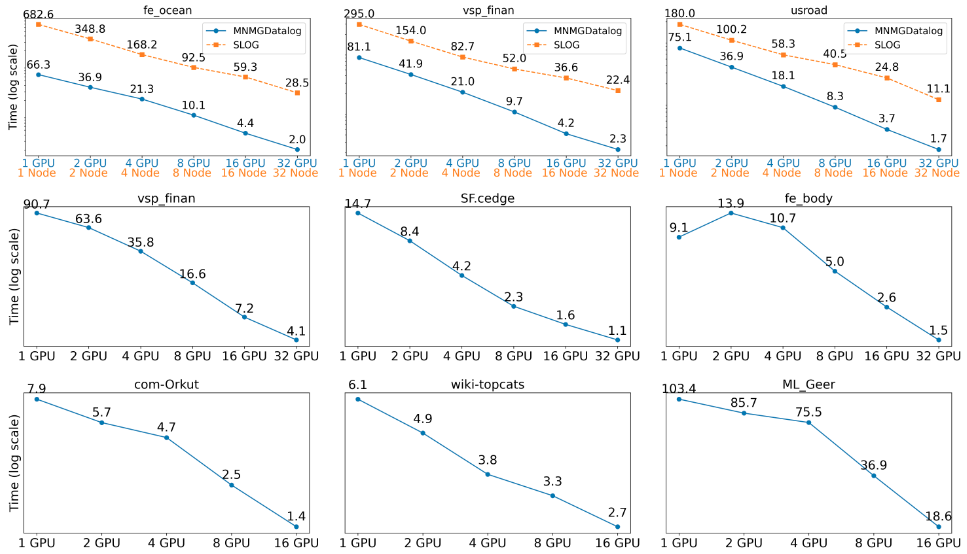 fe_ocean
MNMGDatalog
SLOG
682.6
348.8
168.2
92.5
59.3
28.5
66.3
36.9
21.3
10.1
4.4
2.0
Time (log scale)
1 GPU 2 GPU 4 GPU 8 GPU 16 GPU 32 GPU
1 Node 2 Node 4 Node 8 Node 16 Node 32 Node
vsp_finan
MNMGDatalog
SLOG
295.0
154.0
82.7
52.0
36.6
22.4
81.1
41.9
21.0
9.7
4.2
2.3
1 GPU 2 GPU 4 GPU 8 GPU 16 GPU 32 GPU
1 Node 2 Node 4 Node 8 Node 16 Node 32 Node
usroad
MNMGDatalog
SLOG
180.0
100.2
58.3
40.5
24.8
11.1
75.1
36.9
18.1
8.3
3.7
1.7
1 GPU 2 GPU 4 GPU 8 GPU 16 GPU 32 GPU
1 Node 2 Node 4 Node 8 Node 16 Node 32 Node
vsp_finan
90.7
63.6
35.8
16.6
7.2
4.1
Time (log scale)
1 GPU 2 GPU 4 GPU 8 GPU 16 GPU 32 GPU
SF.cedge
14.7
8.4
4.2
2.3
1.6
1.1
1 GPU 2 GPU 4 GPU 8 GPU 16 GPU 32 GPU
fe_body
9.1
13.9
10.7
5.0
2.6
1.5
1 GPU 2 GPU 4 GPU 8 GPU 16 GPU 32 GPU
com-Orkut
7.9
5.7
4.7
2.5
1.4
Time (log scale)
1 GPU 2 GPU 4 GPU 8 GPU 16 GPU
wiki-topcats
6.1
4.9
3.8
3.3
2.7
1 GPU 2 GPU 4 GPU 8 GPU 16 GPU
ML_Geer
103.4
85.7
75.5
36.9
18.6
1 GPU 2 GPU 4 GPU 8 GPU 16 GPU